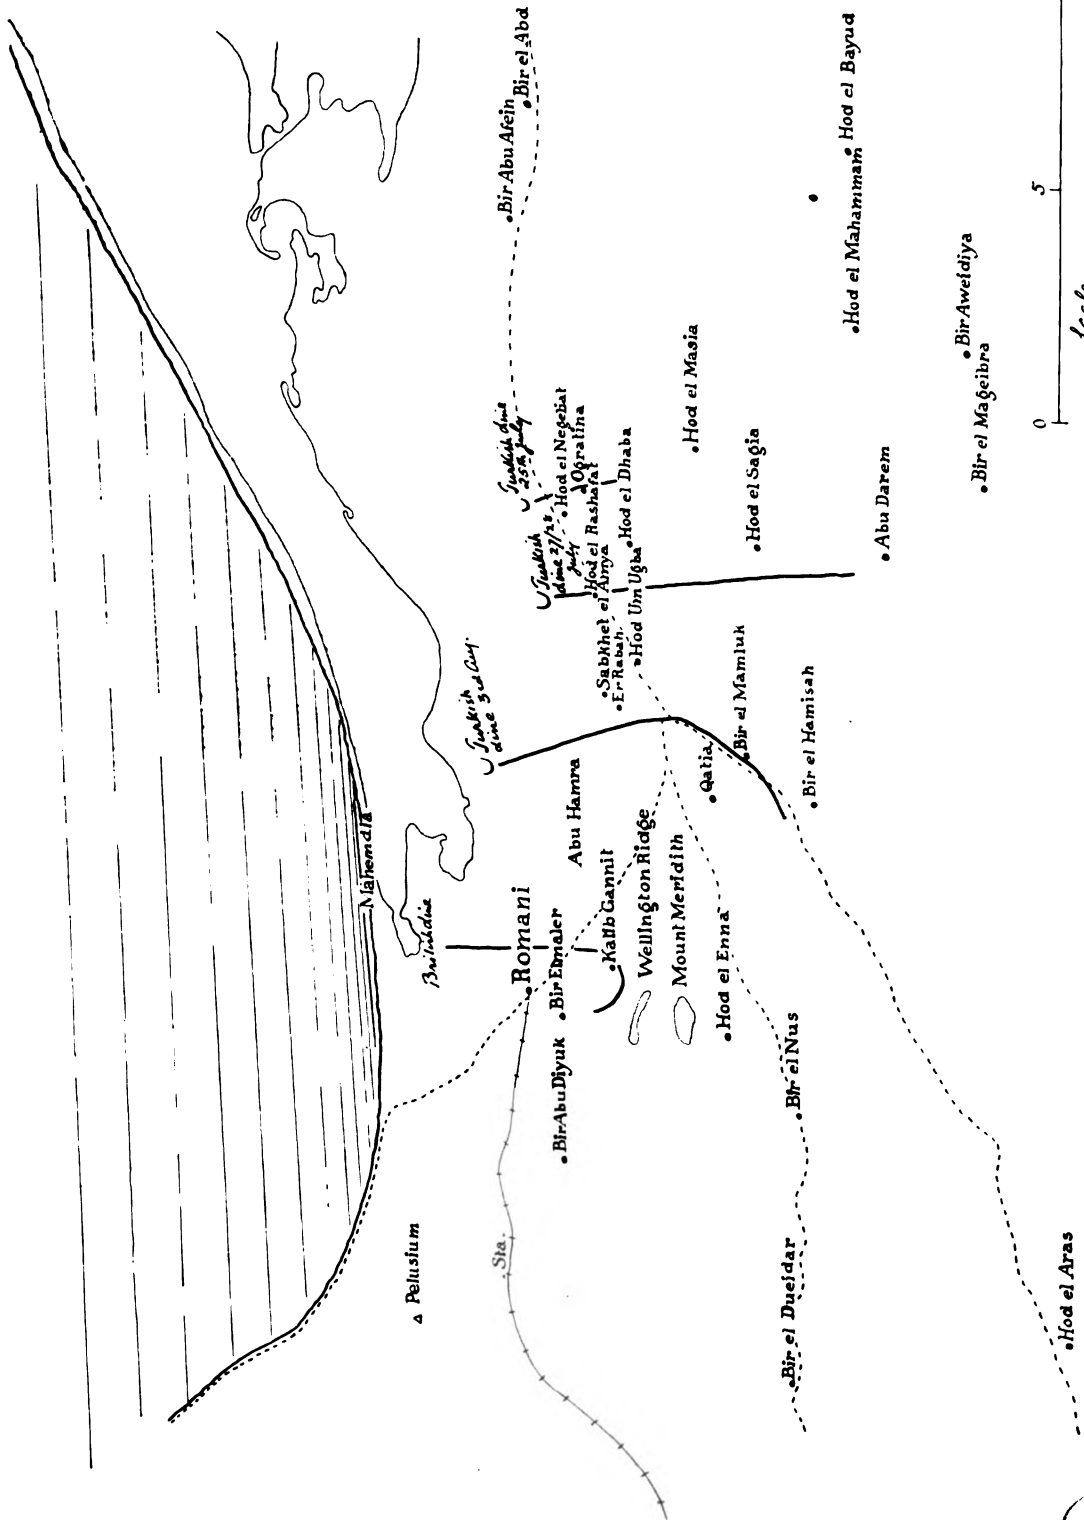 Mahemdia
Pelusium
Sta.
British Line
Romani
Bir Abu Diyuk
Bir Etmaler
Katib Gannit
Abu Hamra
Wellington Ridge
Mount Meridith
Hod el Enna
Bir el Nus
Bir el Dueidar
Hod el Aras
Turkish
Line 3rd Aug.
Qatia
Bir el Mamluk
Bir el Hamisah
Sabkhet el Amya
Er Rabah.
Hod Um Ugba
Turkish
Line 27/28
July
Hod el Rashafat
Hod el Dhaba
Turkish Line
25th July
Hod el Negeliat
Ogratina
Bir Abu Afein
Bir el Abd
Hod el Masia
Hod el Sagia
Abu Darem
Hod el Mahammam
Hod el Bayud
Bir Aweidiya
Bir el Mageibra
0
5
Scale